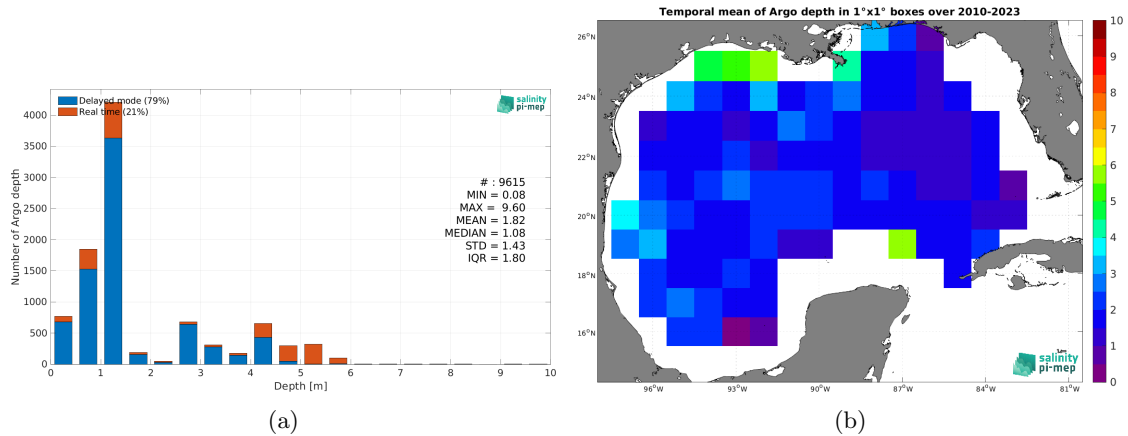 Temporal mean of Argo depth in 1°x1° boxes over 2010-2023
Delayed mode (79%)
Real time (21%)
salinity
pi-mep
Number of Argo depth
4000
3500
3000
2500
2000
1500
1000
500
0
# : 9615
MIN = 0.08
MAX = 9.60
MEAN = 1.82
MEDIAN = 1.08
STD = 1.43
IQR = 1.80
0 1 2 3 4 5 6 7 8 9 10
Depth [m]
(a)
26°N
24°N
22°N
20°N
18°N
16°N
96°W 93°W 90°W 87°W 84°W 81°W
salinity
pi-mep
10
9
8
7
6
5
4
3
2
1
0
(b)